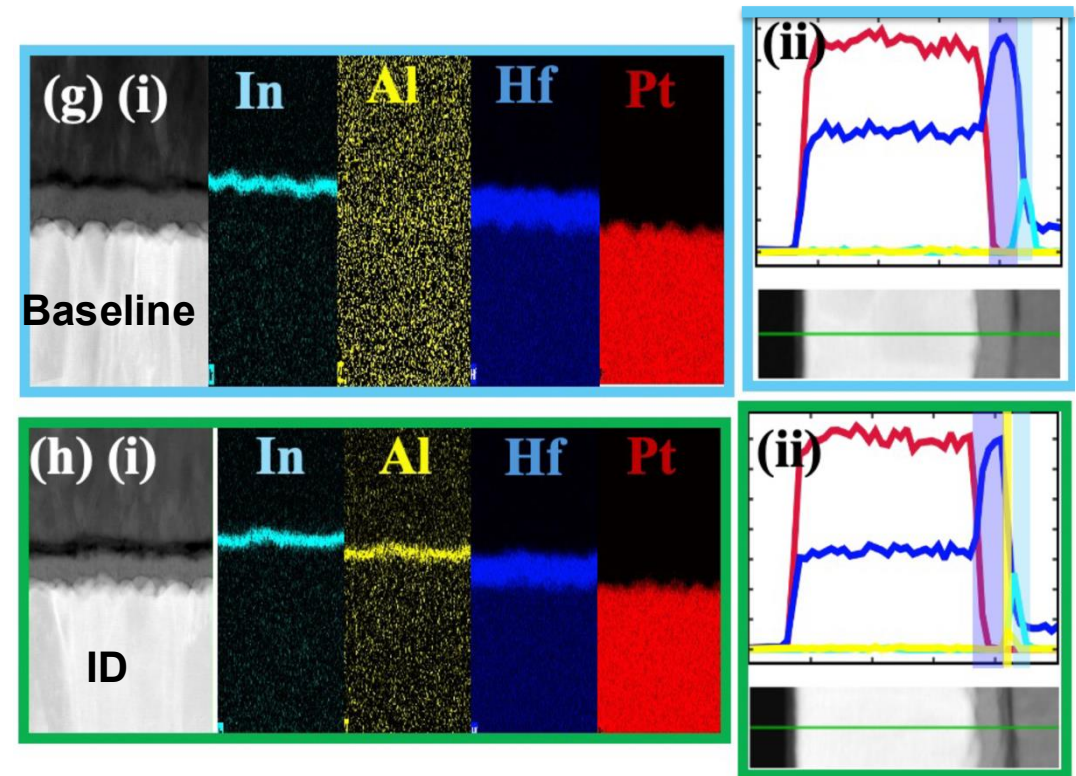 (g) (i) In Al Hf Pt
Baseline
(ii)
(h) (i) In Al Hf Pt
ID
(ii)